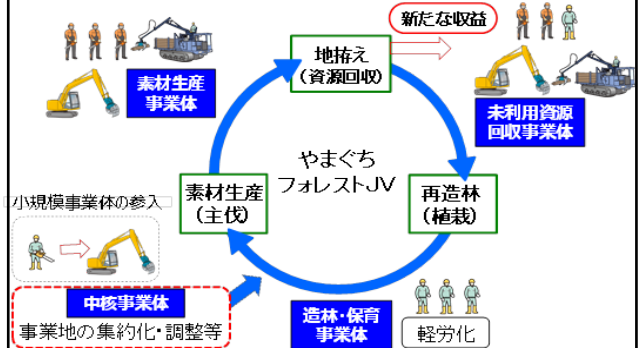 新たな収益
地拵え
（資源回収）
素材生産
事業体
未利用資源
回収事業体
やまぐち
フォレストJV
素材生産
（主伐）
再造林
（植栽）
小規模事業体の参入
中核事業体
事業地の集約化・調整等
造林・保育
事業体
軽労化